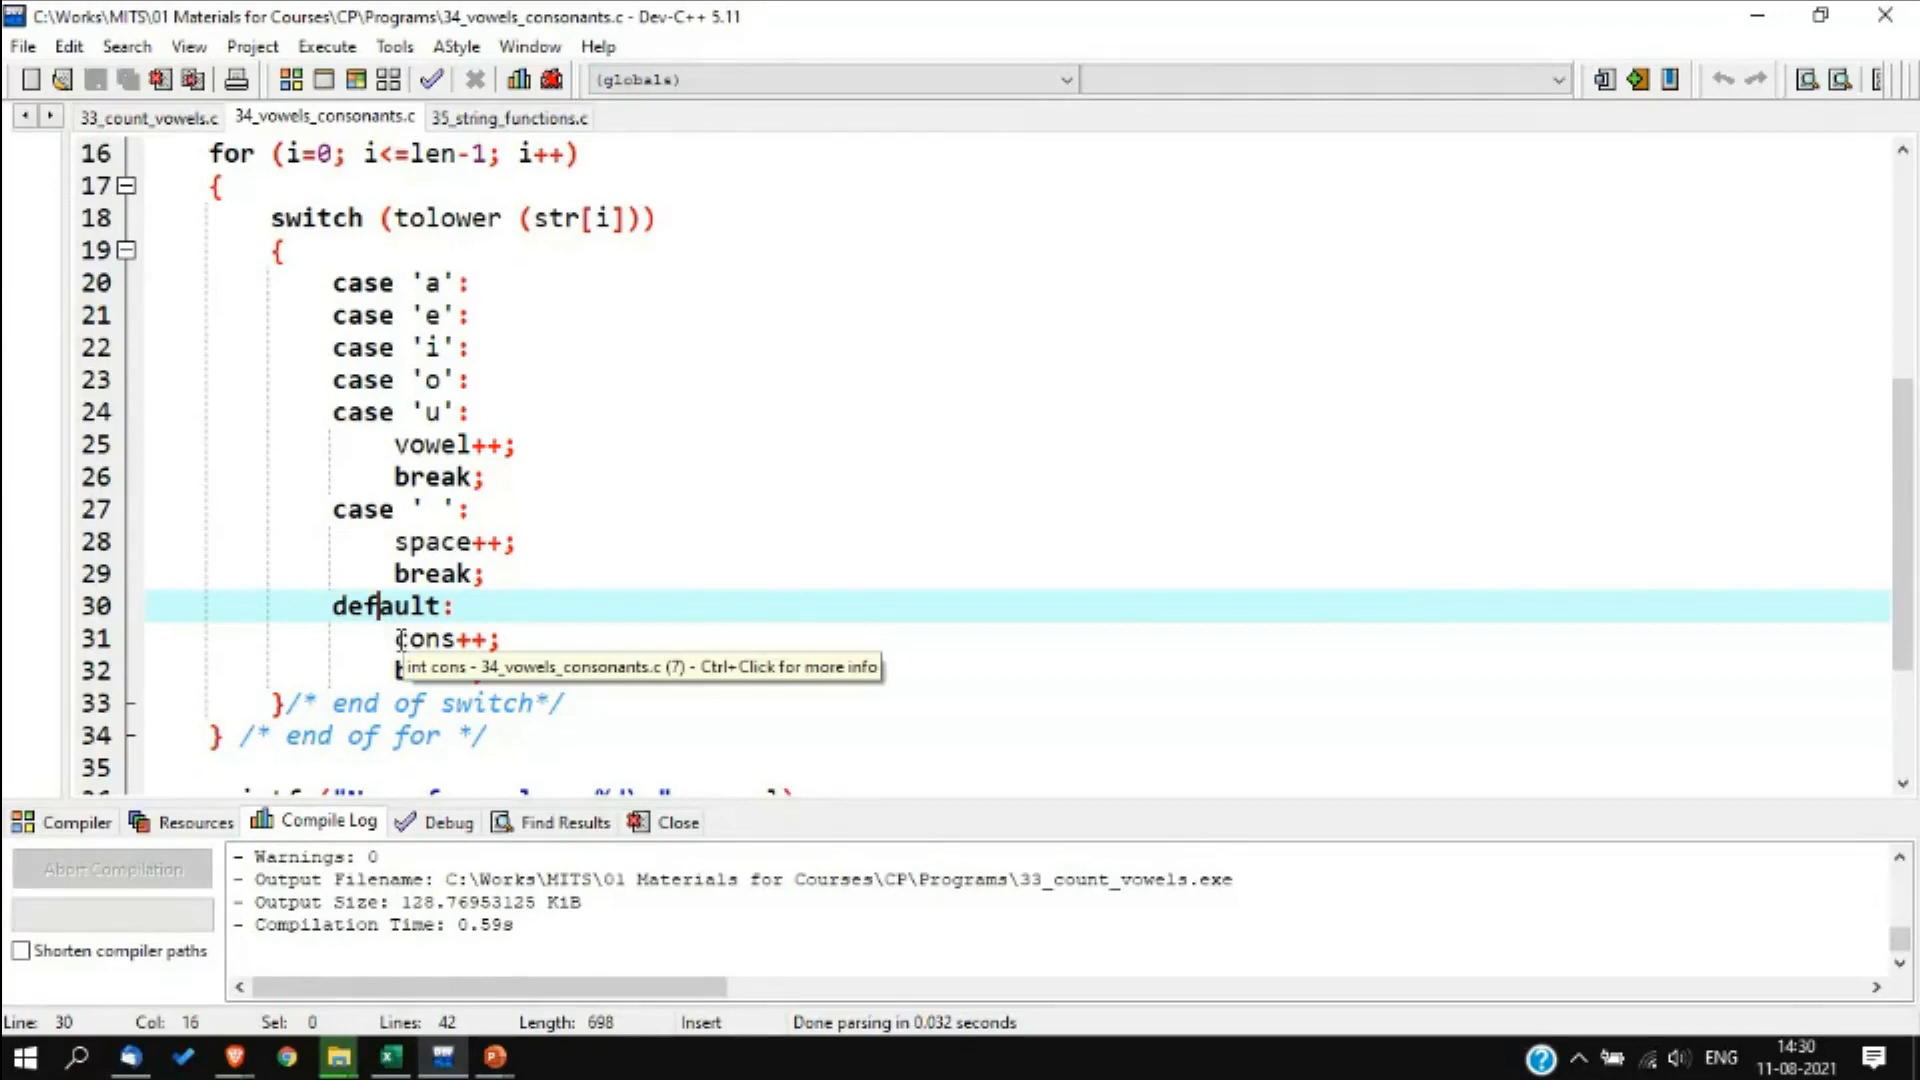 C:\Works\MITS\01 Materials for Courses\CP\Programs\34_vowels_consonants.c - Dev-C++ 5.11
File Edit Search View Project Execute Tools AStyle Window Help
(globals)
33_count_vowels.c 34_vowels_consonants.c 35_string_functions.c
16 for (i=0; i<=len-1; i++)
17 {
18 switch (tolower (str[i]))
19 {
20 case 'a':
21 case 'e':
22 case 'i':
23 case 'o':
24 case 'u':
25 vowel++;
26 break;
27 case ' ':
28 space++;
29 break;
30 default:
31 cons++;
int cons - 34_vowels_consonants.c (7) - Ctrl+Click for more info
32
33 }/* end of switch*/
34 } /* end of for */
35
Compiler Resources Compile Log Debug Find Results Close
Abort Compilation
Shorten compiler paths
- Warnings: 0
- Output Filename: C:\Works\MITS\01 Materials for Courses\CP\Programs\33_count_vowels.exe
- Output Size: 128.76953125 KiB
- Compilation Time: 0.59s
Line: 30 Col: 16 Sel: 0 Lines: 42 Length: 698 Insert Done parsing in 0.032 seconds
ENG
14:30
11-08-2021